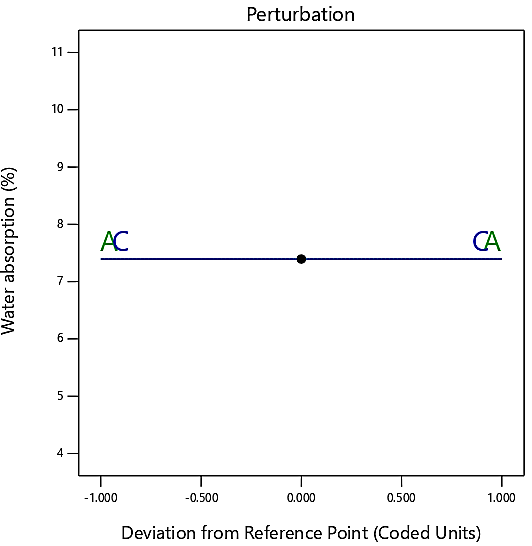 Perturbation
Water absorption (%)
11
10
9
8
7
6
5
4
AC
CA
-1.000
-0.500
0.000
0.500
1.000
Deviation from Reference Point (Coded Units)